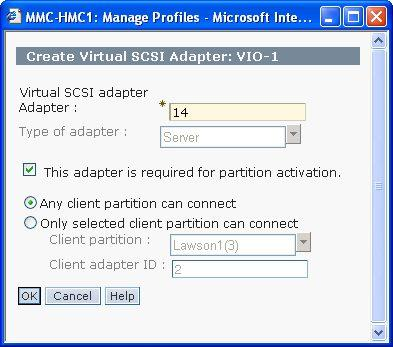 MMC-HMC1: Manage Profiles - Microsoft Inte...
Create Virtual SCSI Adapter: VIO-1
Virtual SCSI adapter
Adapter : * 14
Type of adapter : Server
This adapter is required for partition activation.
Any client partition can connect
Only selected client partition can connect
Client partition : Lawson1(3)
Client adapter ID : 2
OK Cancel Help